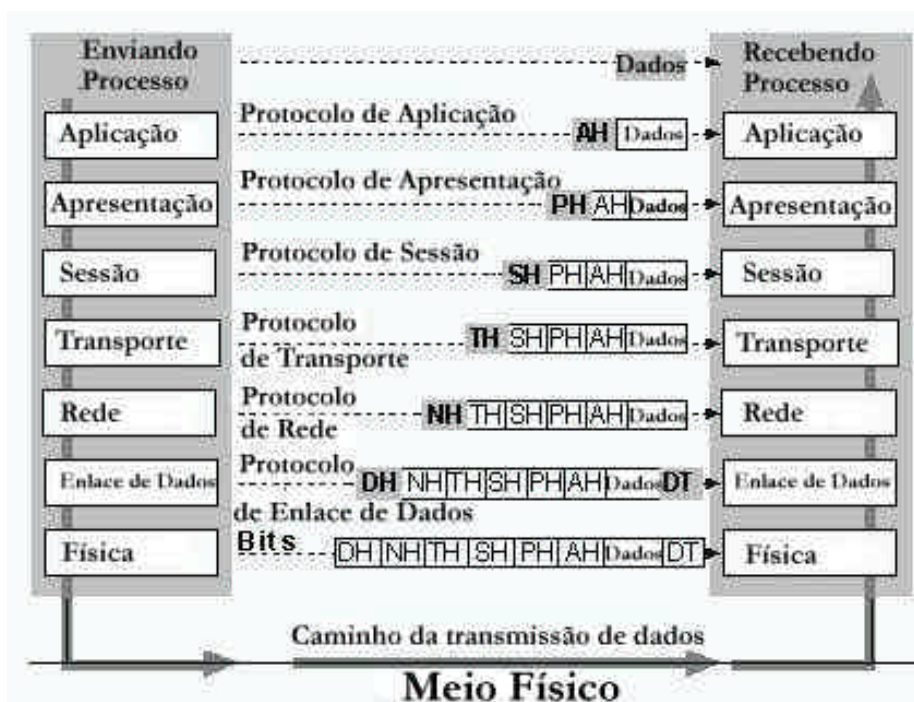 Enviando
Processo
Dados
Recebendo
Processo
Aplicação
Protocolo de Aplicação
AH Dados
Aplicação
Apresentação
Protocolo de Apresentação
PH AH Dados
Apresentação
Sessão
Protocolo de Sessão
SH PH AH Dados
Sessão
Transporte
Protocolo
de Transporte
TH SH PH AH Dados
Transporte
Rede
Protocolo
de Rede
NH TH SH PH AH Dados
Rede
Enlace de Dados
Protocolo
de Enlace de Dados
DH NH TH SH PH AH Dados DT
Enlace de Dados
Física
Bits
DH NH TH SH PH AH Dados DT
Física
Caminho da transmissão de dados
Meio Físico